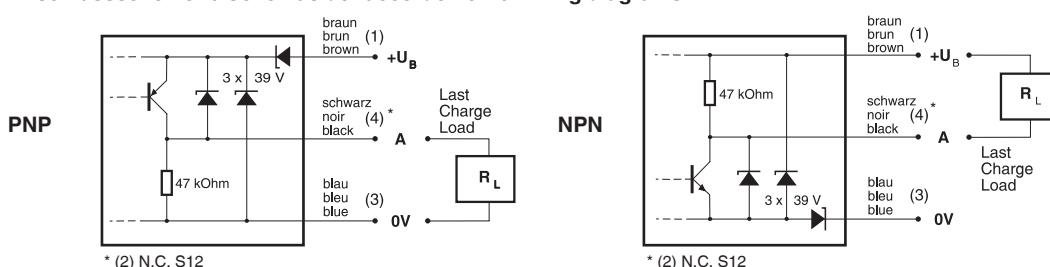 PNP
braun
brun
brown
(1)
+UB
3 x 39 V
schwarz
noir
black
(4) *
A
Last
Charge
Load
RL
47 kOhm
blau
bleu
blue
(3)
0V
* (2) N.C. S12
NPN
braun
brun
brown
(1)
+UB
RL
47 kOhm
schwarz
noir
black
(4) *
A
Last
Charge
Load
3 x 39 V
blau
bleu
blue
(3)
0V
* (2) N.C. S12